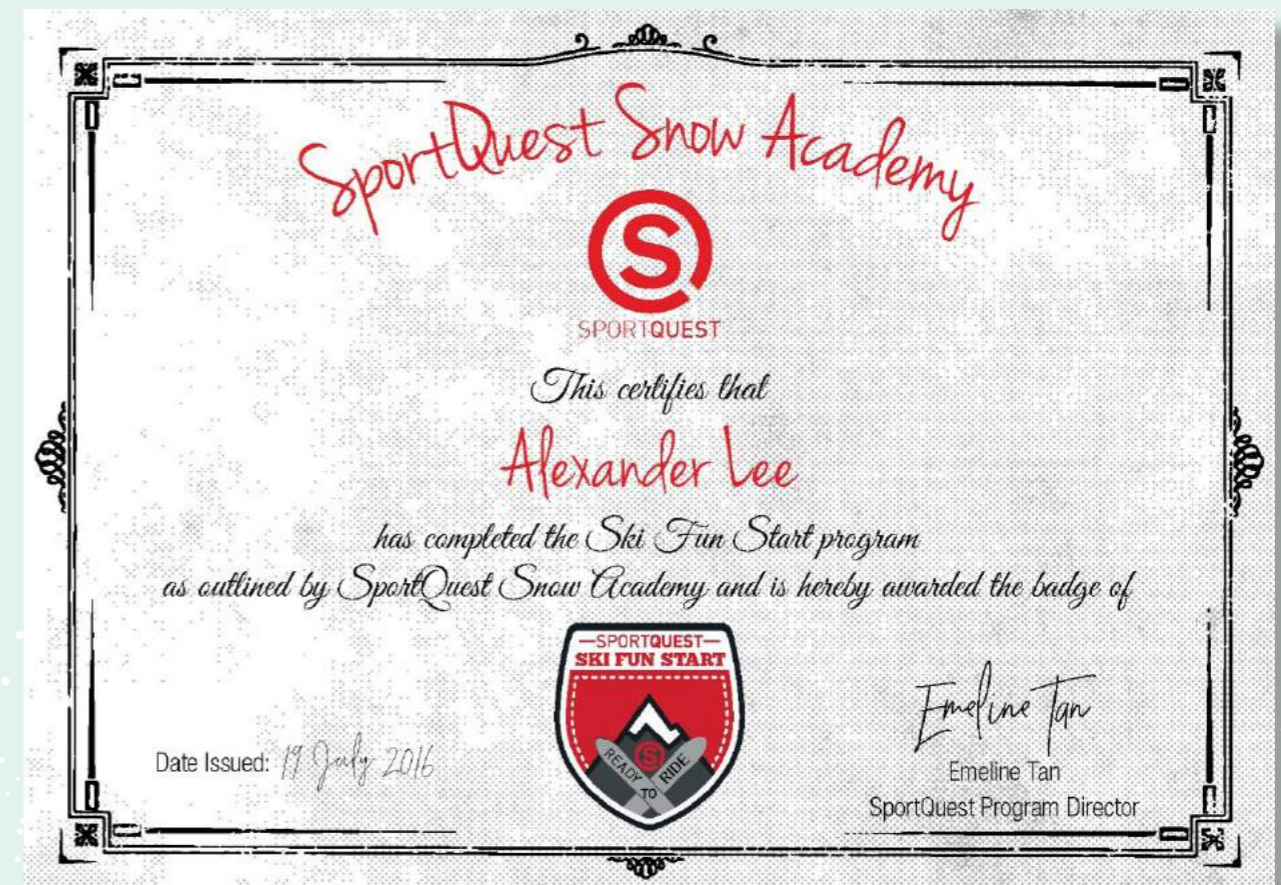 SportQuest Snow Academy
S
SPORTQUEST
This certifies that
Alexander Lee
has completed the Ski Fun Start program
as outlined by SportQuest Snow Academy and is hereby awarded the badge of
SPORTQUEST
SKI FUN START
S
READY TO RIDE
Date Issued: 19 July 2016
Emeline Tan
Emeline Tan
SportQuest Program Director